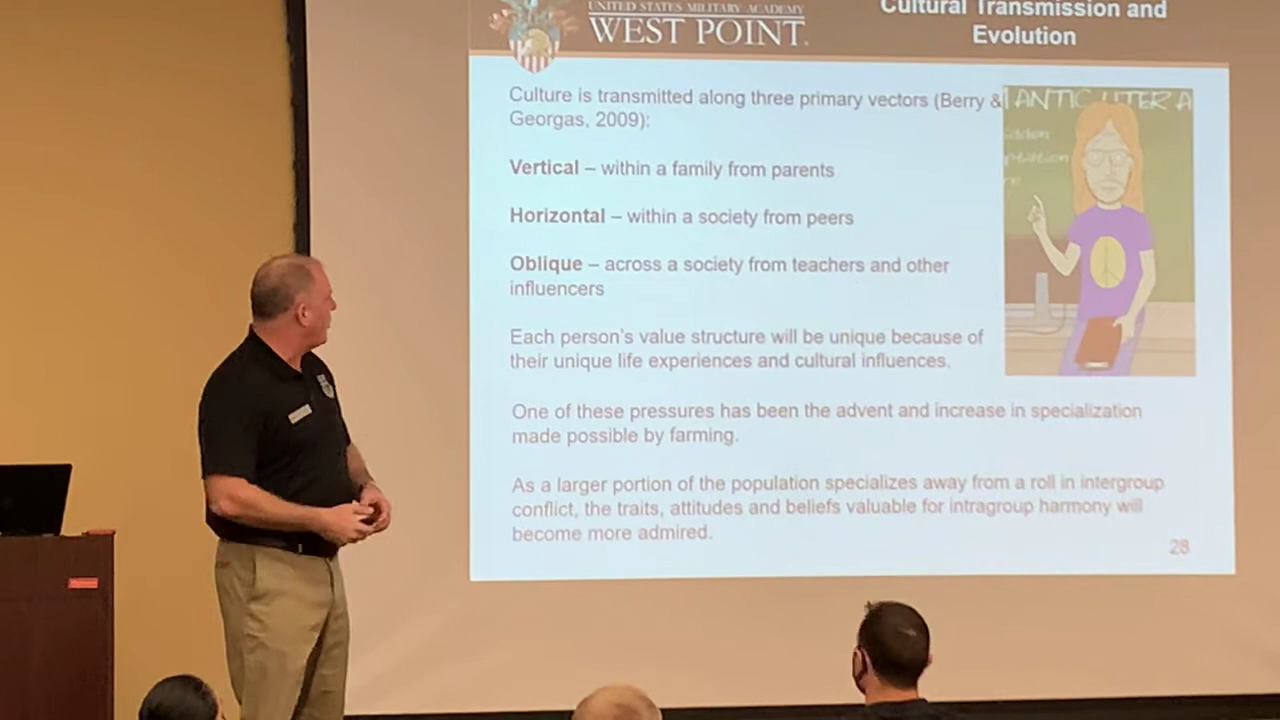 UNITED STATES MILITARY ACADEMY
WEST POINT.
Cultural Transmission and
Evolution
Culture is transmitted along three primary vectors (Berry &
Georgas, 2009):
Vertical – within a family from parents
Horizontal – within a society from peers
Oblique – across a society from teachers and other
influencers
Each person's value structure will be unique because of
their unique life experiences and cultural influences.
One of these pressures has been the advent and increase in specialization
made possible by farming.
As a larger portion of the population specializes away from a roll in intergroup
conflict, the traits, attitudes and beliefs valuable for intragroup harmony will
become more admired.
28
ANTIC LITERA